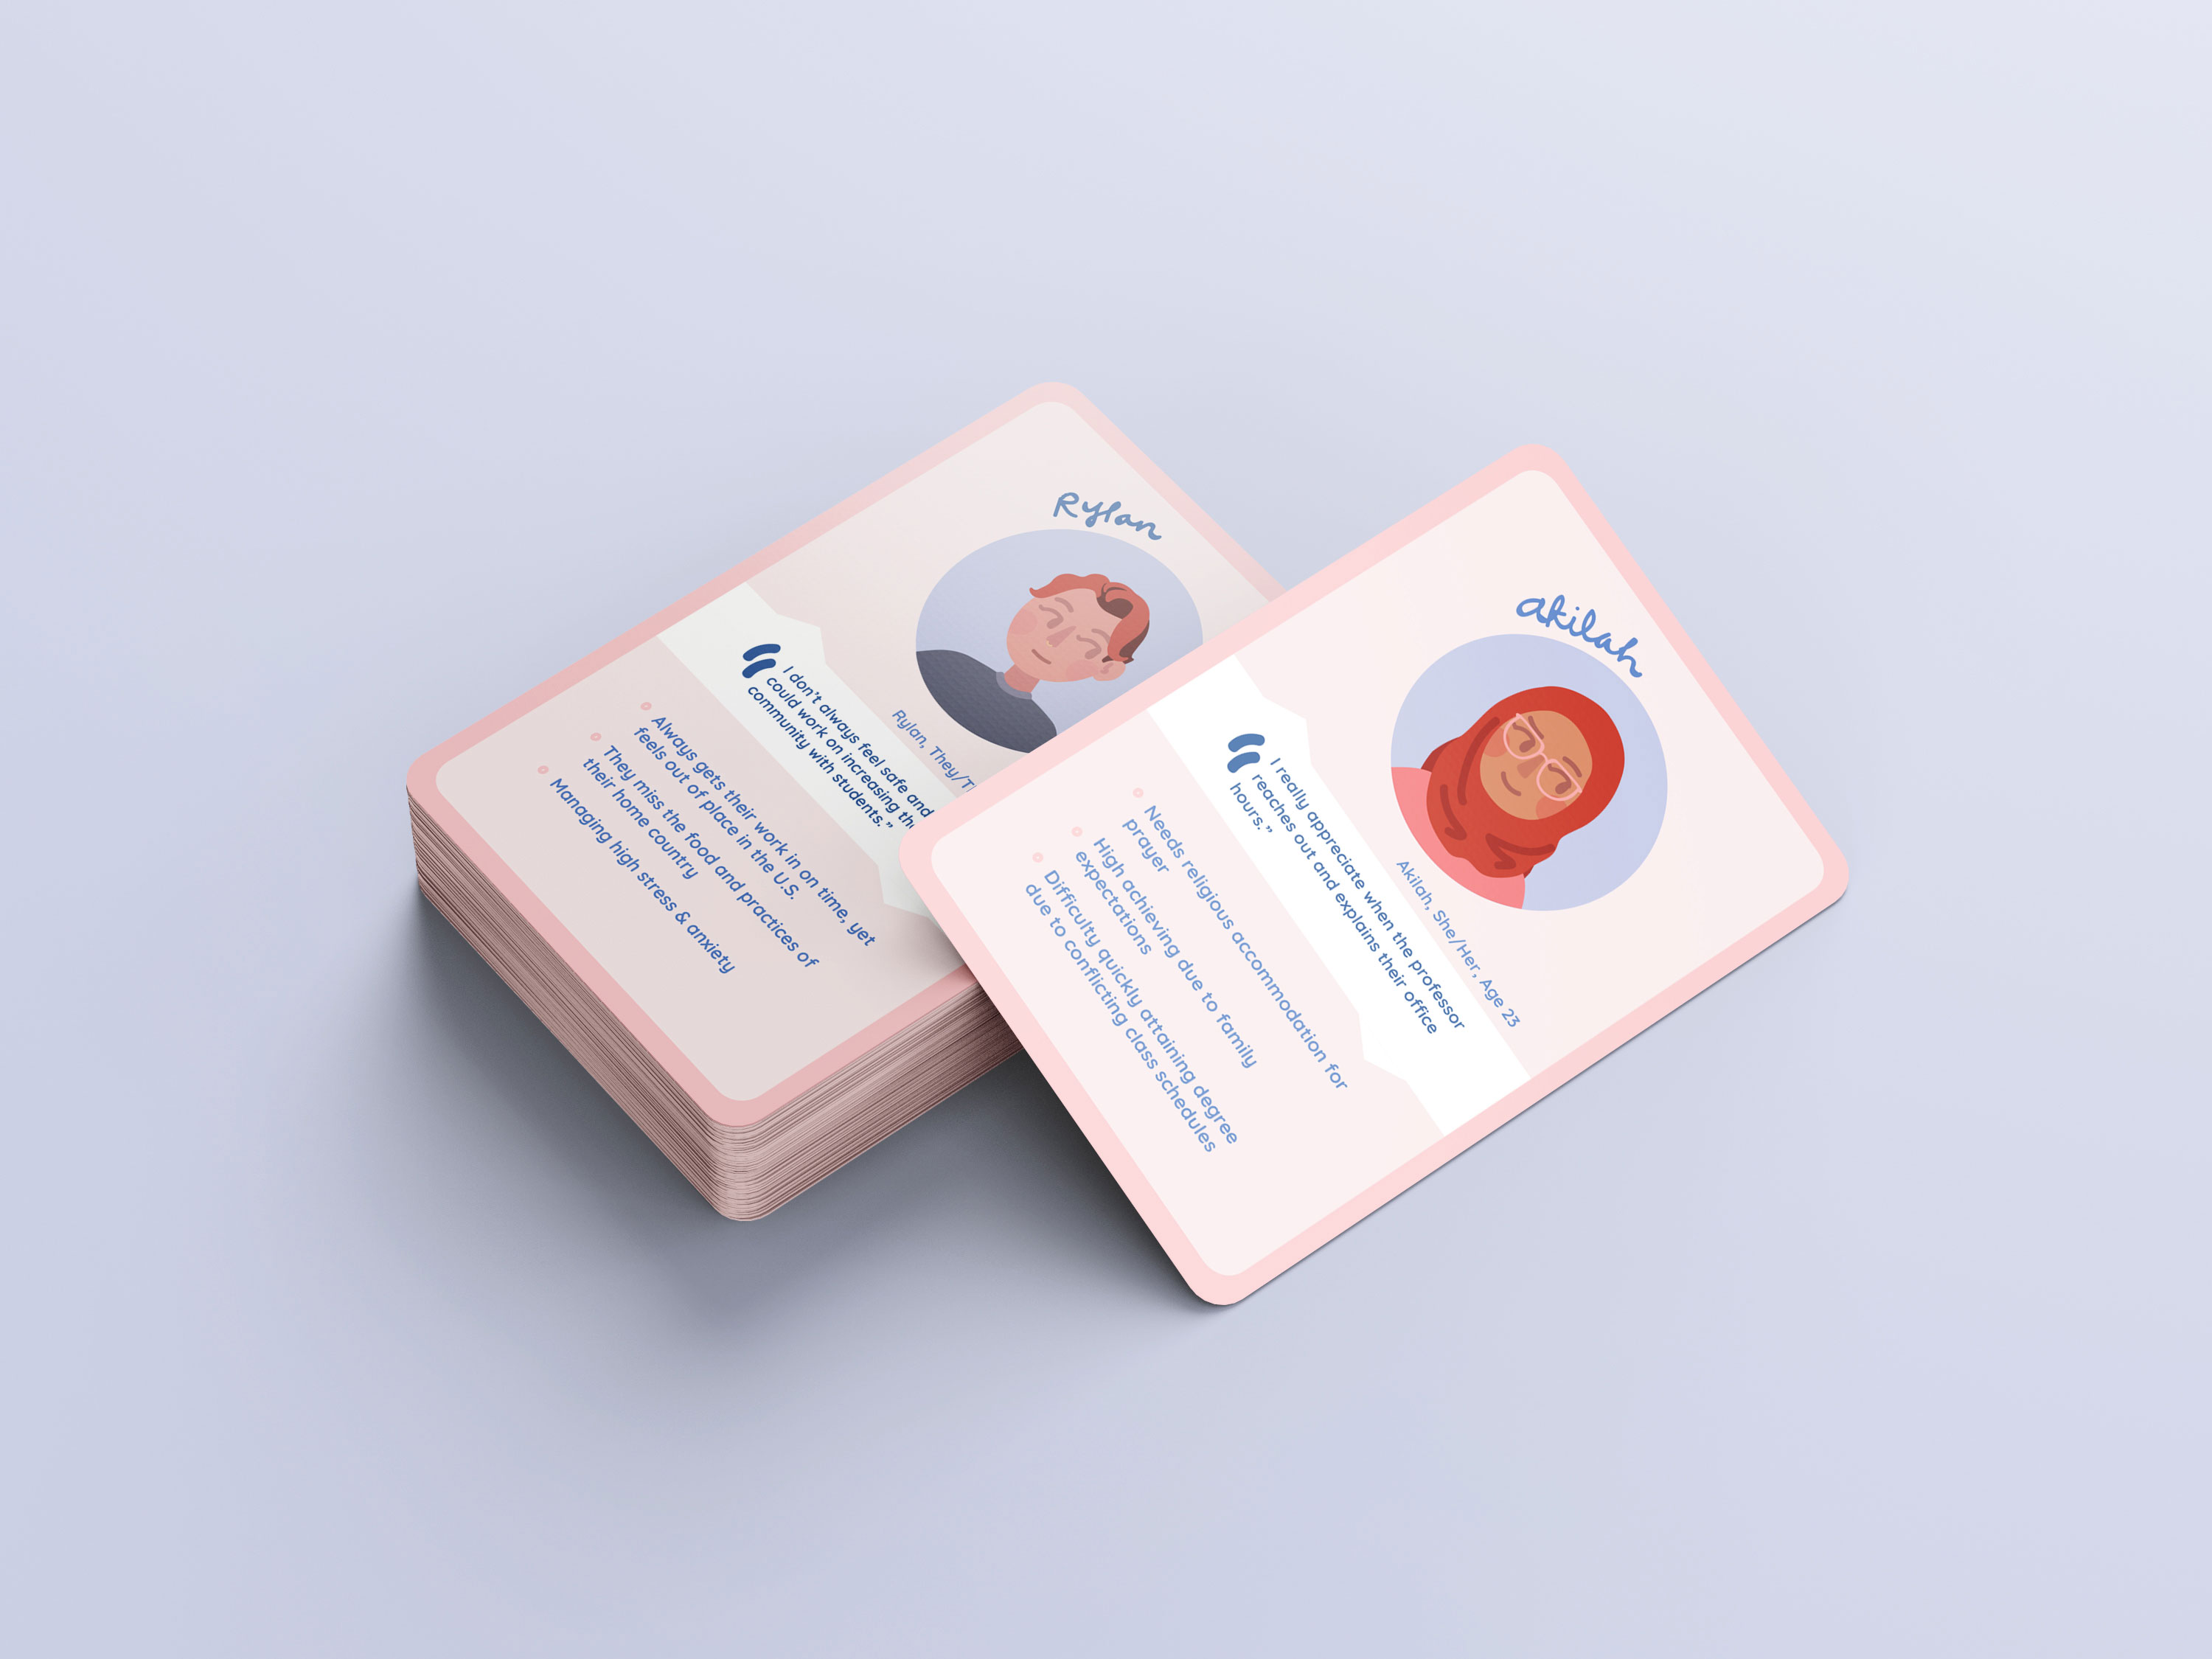 Rylan
Rylan, They/T
I don't always feel safe and
could work on increasing
community with students.”
Always gets their work in on time, yet
feels out of place in the U.S.
They miss the food and practices of
their home country
Managing high stress & anxiety
akilah
Akilah, She/Her, Age 23
I really appreciate when the professor
reaches out and explains their office
hours.”
Needs religious accommodation for
prayer
High achieving due to family
expectations
Difficulty quickly attaining degree
due to conflicting class schedules